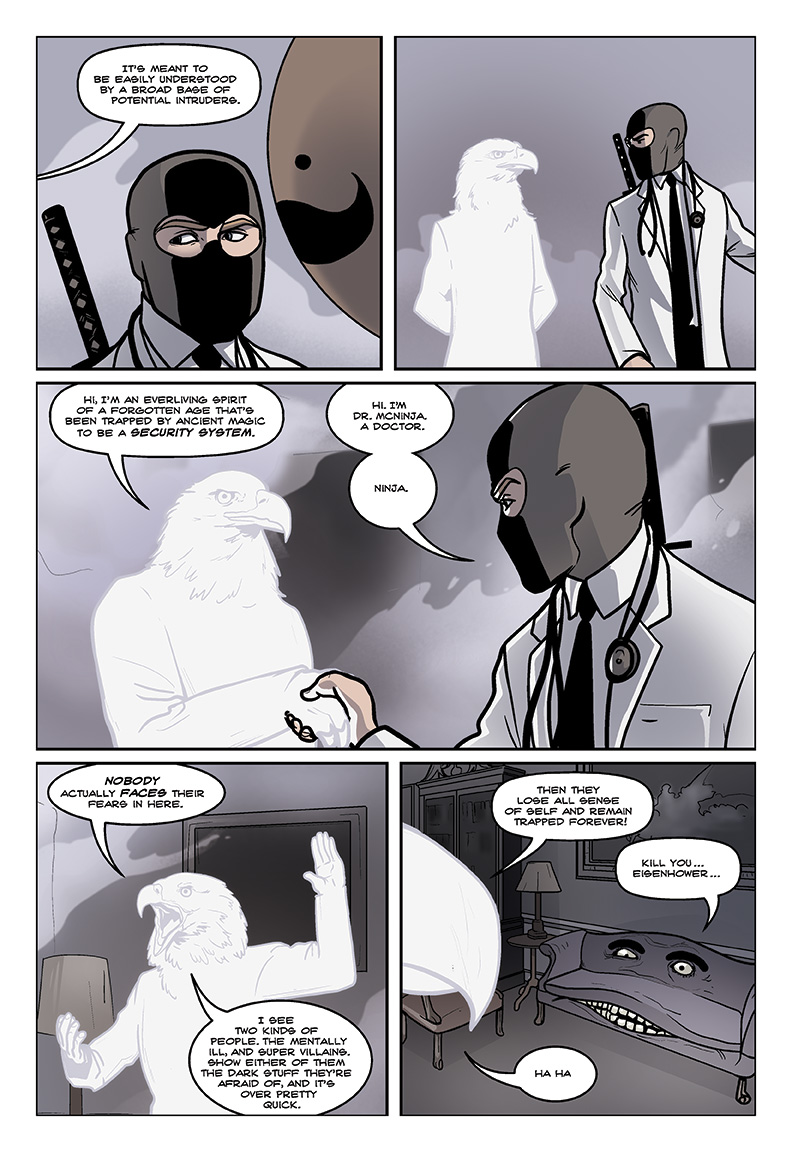 IT'S MEANT TO
BE EASILY UNDERSTOOD
BY A BROAD BASE OF
POTENTIAL INTRUDERS.
HI, I'M AN EVERLIVING SPIRIT
OF A FORGOTTEN AGE THAT'S
BEEN TRAPPED BY ANCIENT MAGIC
TO BE A SECURITY SYSTEM.
HI. I'M
DR. MCNINJA.
A DOCTOR.
NINJA.
NOBODY
ACTUALLY FACES THEIR
FEARS IN HERE.
I SEE
TWO KINDS OF
PEOPLE. THE MENTALLY
ILL, AND SUPER VILLAINS.
SHOW EITHER OF THEM
THE DARK STUFF THEY'RE
AFRAID OF, AND IT'S
OVER PRETTY
QUICK.
THEN THEY
LOSE ALL SENSE
OF SELF AND REMAIN
TRAPPED FOREVER!
KILL YOU...
EISENHOWER...
HA HA